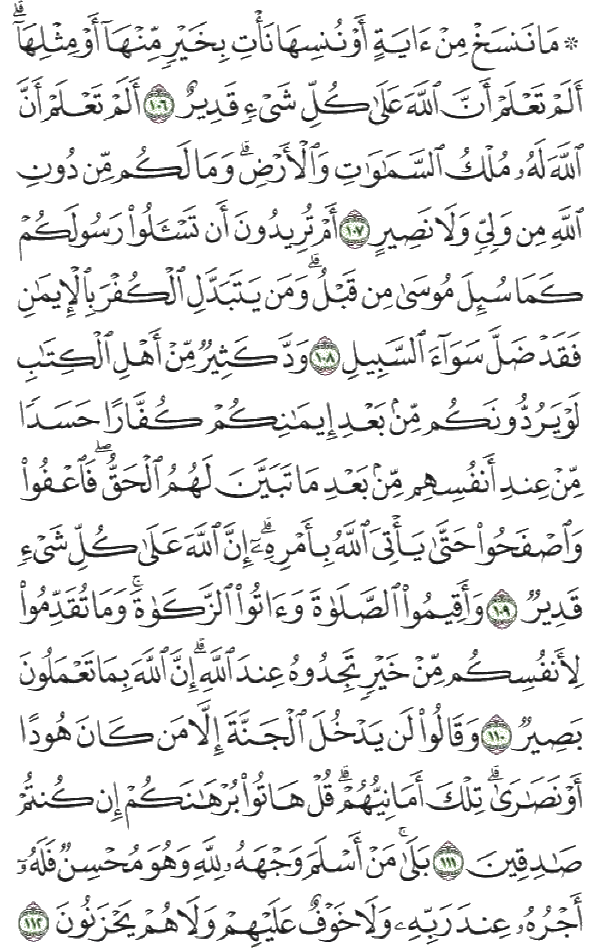 ۞ مَا نَنسَخۡ مِنۡ ءَايَةٍ أَوۡ نُنسِهَا نَأۡتِ بِخَيۡرٖ مِّنۡهَآ أَوۡ مِثۡلِهَآۗ
أَلَمۡ تَعۡلَمۡ أَنَّ ٱللَّهَ عَلَىٰ كُلِّ شَيۡءٖ قَدِيرٌ ١٠٦ أَلَمۡ تَعۡلَمۡ أَنَّ
ٱللَّهَ لَهُۥ مُلۡكُ ٱلسَّمَٰوَٰتِ وَٱلۡأَرۡضِۗ وَمَا لَكُم مِّن دُونِ
ٱللَّهِ مِن وَلِيّٖ وَلَا نَصِيرٍ ١٠٧ أَمۡ تُرِيدُونَ أَن تَسۡـَٔلُواْ رَسُولَكُمۡ
كَمَا سُئِلَ مُوسَىٰ مِن قَبۡلُۗ وَمَن يَتَبَدَّلِ ٱلۡكُفۡرَ بِٱلۡإِيمَٰنِ
فَقَدۡ ضَلَّ سَوَآءَ ٱلسَّبِيلِ ١٠٨ وَدَّ كَثِيرٞ مِّنۡ أَهۡلِ ٱلۡكِتَٰبِ
لَوۡ يَرُدُّونَكُم مِّنۢ بَعۡدِ إِيمَٰنِكُمۡ كُفَّارًا حَسَدٗا
مِّنۡ عِندِ أَنفُسِهِم مِّنۢ بَعۡدِ مَا تَبَيَّنَ لَهُمُ ٱلۡحَقُّۖ فَٱعۡفُواْ
وَٱصۡفَحُواْ حَتَّىٰ يَأۡتِيَ ٱللَّهُ بِأَمۡرِهِۦٓۗ إِنَّ ٱللَّهَ عَلَىٰ كُلِّ شَيۡءٖ
قَدِيرٞ ١٠٩ وَأَقِيمُواْ ٱلصَّلَوٰةَ وَءَاتُواْ ٱلزَّكَوٰةَۚ وَمَا تُقَدِّمُواْ
لِأَنفُسِكُم مِّنۡ خَيۡرٖ تَجِدُوهُ عِندَ ٱللَّهِۗ إِنَّ ٱللَّهَ بِمَا تَعۡمَلُونَ
بَصِيرٞ ١١٠ وَقَالُواْ لَن يَدۡخُلَ ٱلۡجَنَّةَ إِلَّا مَن كَانَ هُودًا
أَوۡ نَصَٰرَىٰۗ تِلۡكَ أَمَانِيُّهُمۡۗ قُلۡ هَاتُواْ بُرۡهَٰنَكُمۡ إِن كُنتُمۡ
صَٰدِقِينَ ١١١ بَلَىٰۚ مَنۡ أَسۡلَمَ وَجۡهَهُۥ لِلَّهِ وَهُوَ مُحۡسِنٞ فَلَهُۥٓ
أَجۡرُهُۥ عِندَ رَبِّهِۦ وَلَا خَوۡفٌ عَلَيۡهِمۡ وَلَا هُمۡ يَحۡزَنُونَ ١١٢